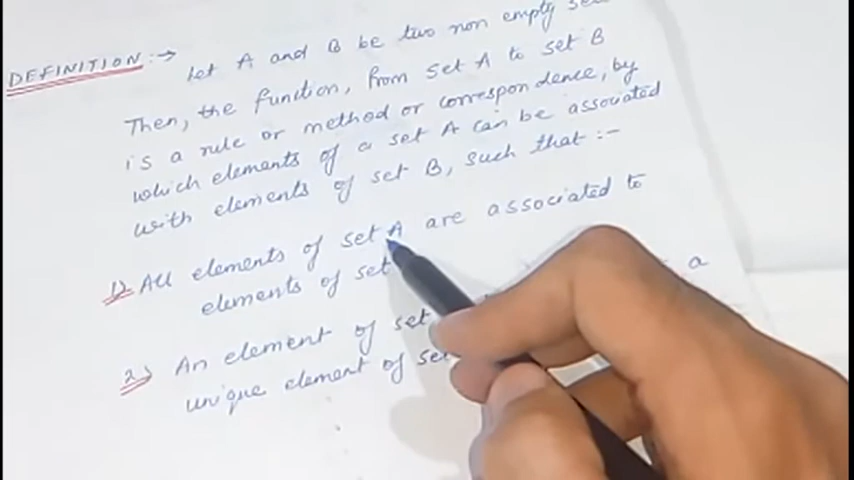 DEFINITION :→ Let A and B be two non empty
Then, the function, from set A to set B
is a rule or method or correspondence, by
which elements of a set A can be associated
with elements of set B, such that :-
1) All elements of set A are associated to
elements of set
2) An element of set a
unique element of set